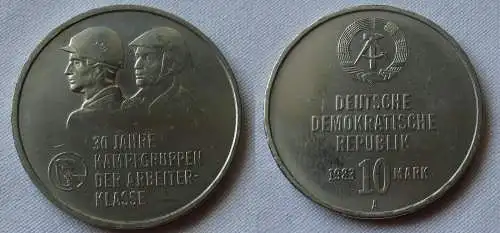 30 JAHRE
KAMPFGRUPPEN
DER ARBEITER-
KLASSE
DEUTSCHE
DEMOKRATISCHE
REPUBLIK
1983 10 MARK
A